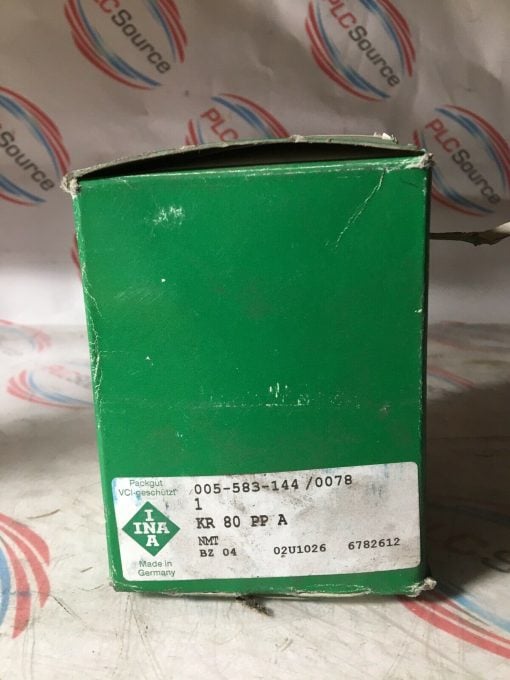 PLC Source
PLC Source
PLC Source
PLC Source
Packgut
VCI-geschützt
005-583-144 /0078
1
I
INA
A
KR 80 PP A
NMT
BZ 04 02U1026 6782612
Made in
Germany